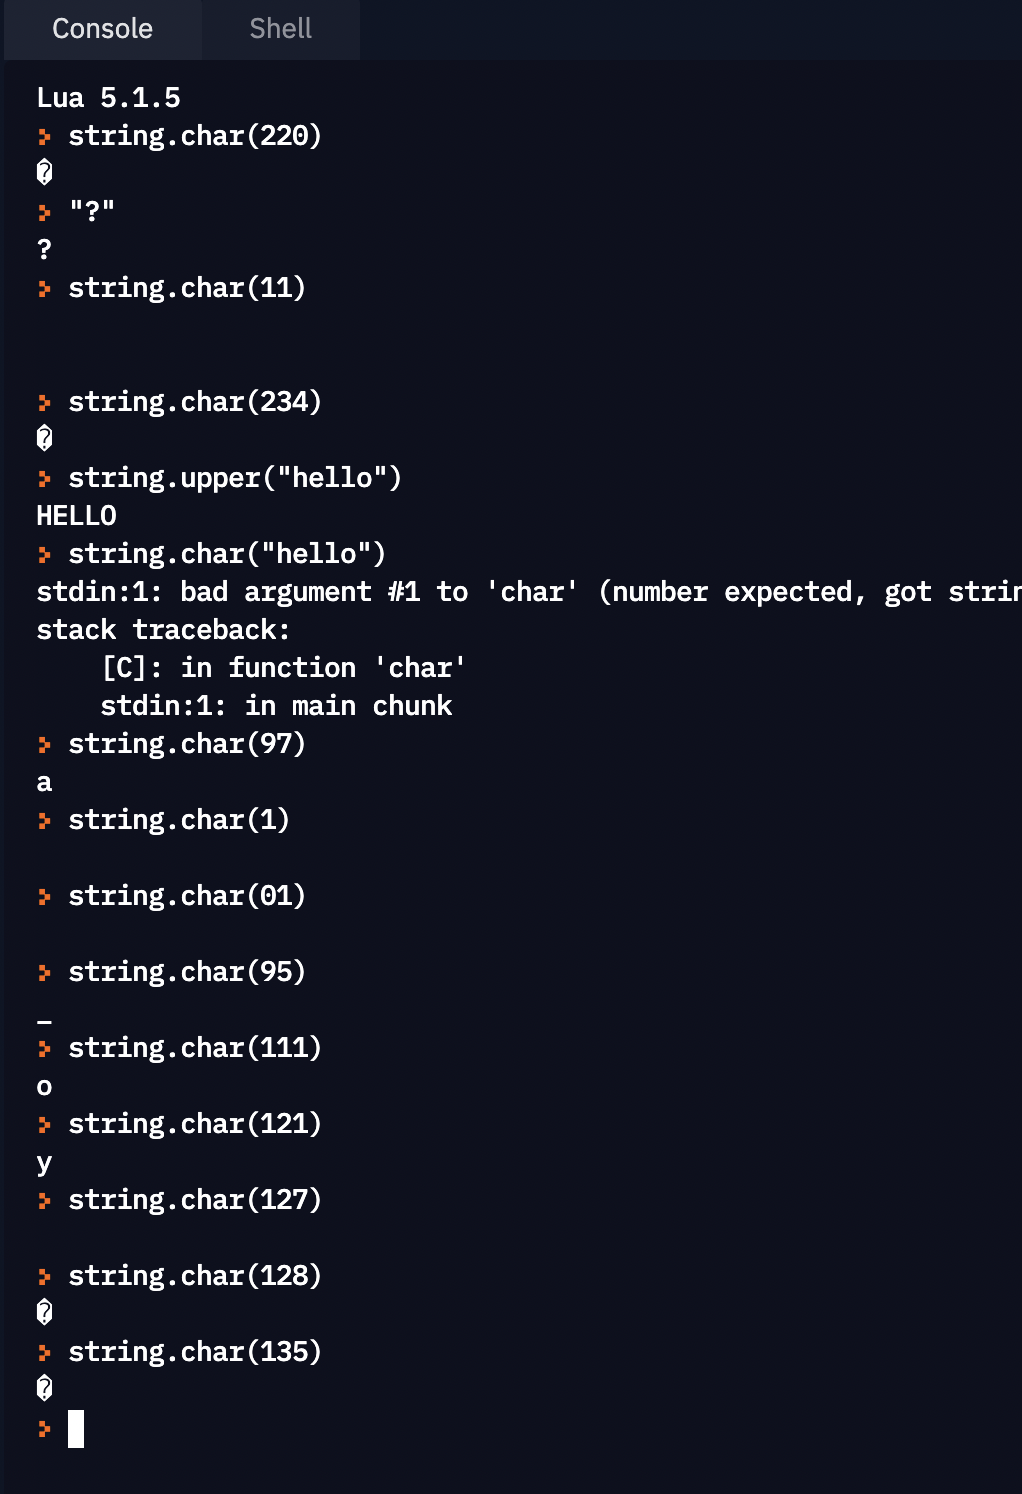 Console Shell
Lua 5.1.5
> string.char(220)
�
> "?"
?
> string.char(11)
> string.char(234)
�
> string.upper("hello")
HELLO
> string.char("hello")
stdin:1: bad argument #1 to 'char' (number expected, got strin
stack traceback:
    [C]: in function 'char'
    stdin:1: in main chunk
> string.char(97)
a
> string.char(1)
> string.char(01)
> string.char(95)
_
> string.char(111)
o
> string.char(121)
y
> string.char(127)
> string.char(128)
�
> string.char(135)
�
>